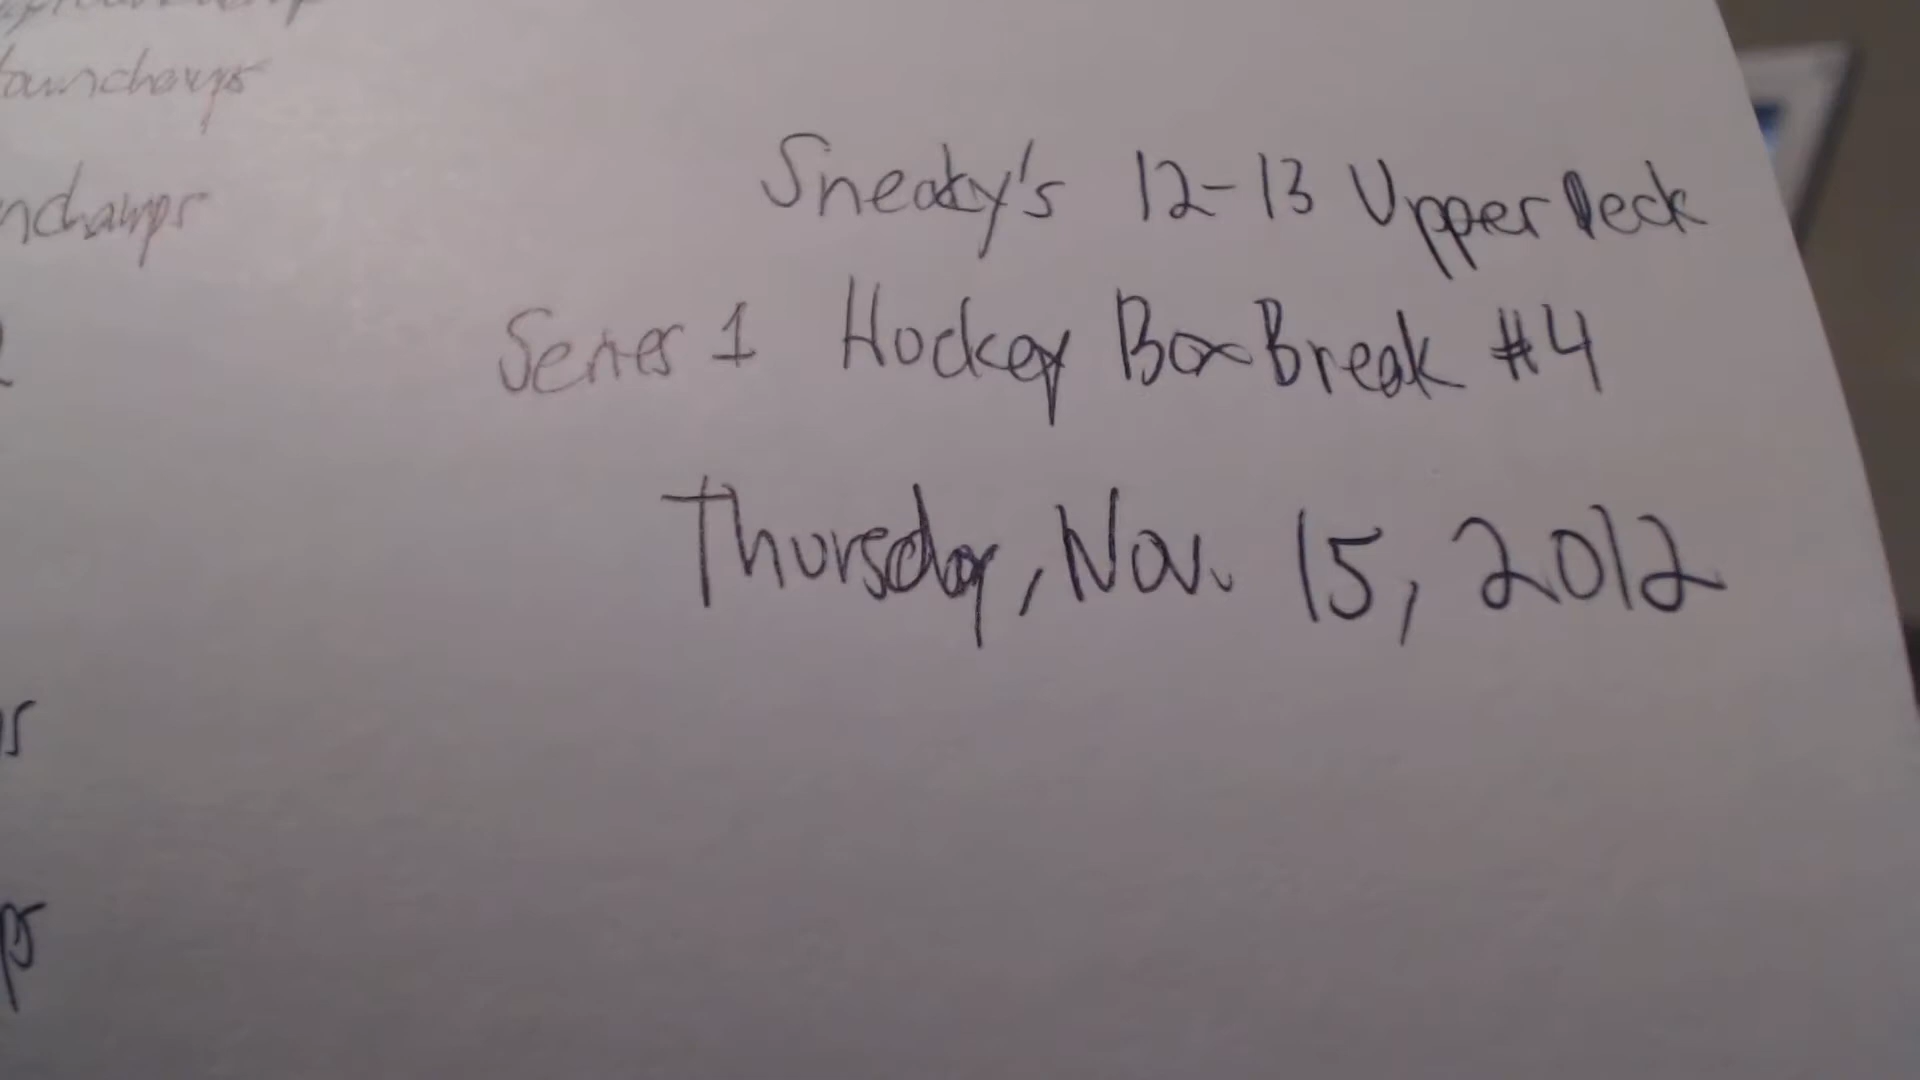 Sneaky's 12-13 Upper Deck
Series 1 Hockey Box Break #4
Thursday, Nov. 15, 2012